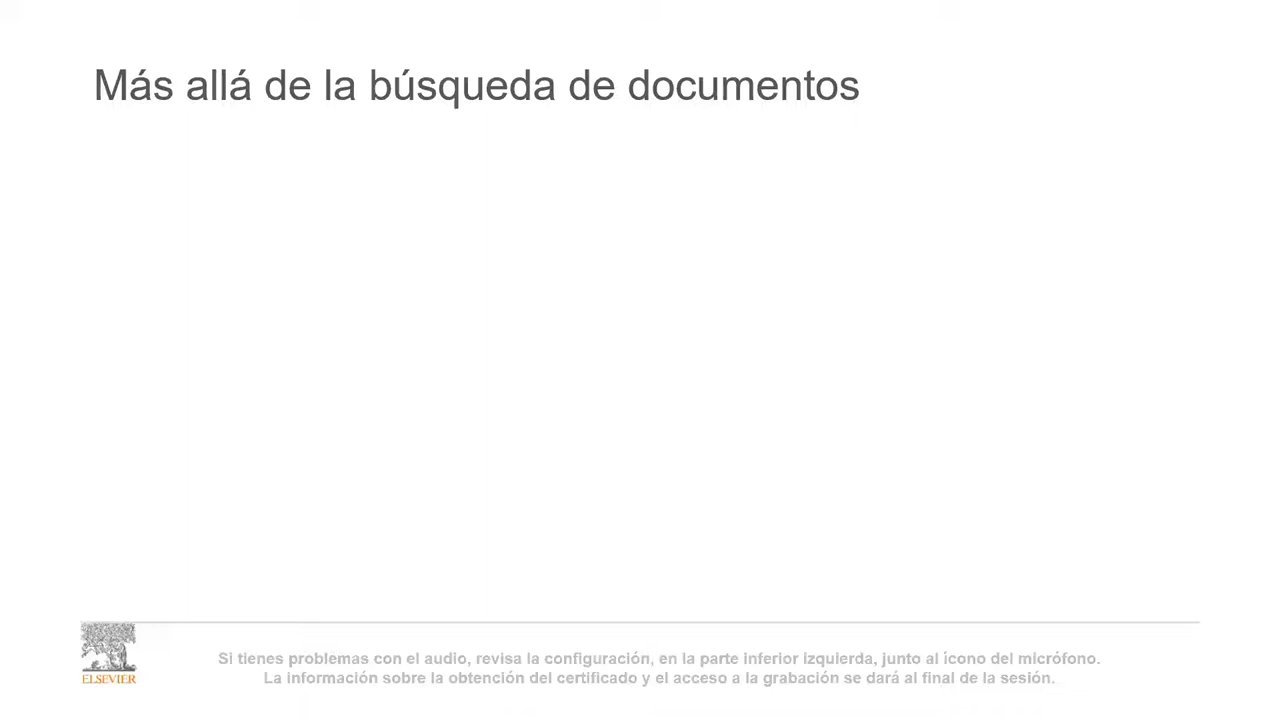 Más allá de la búsqueda de documentos
Si tienes problemas con el audio, revisa la configuración, en la parte inferior izquierda, junto al ícono del micrófono.
La información sobre la obtención del certificado y el acceso a la grabación se dará al final de la sesión.
ELSEVIER